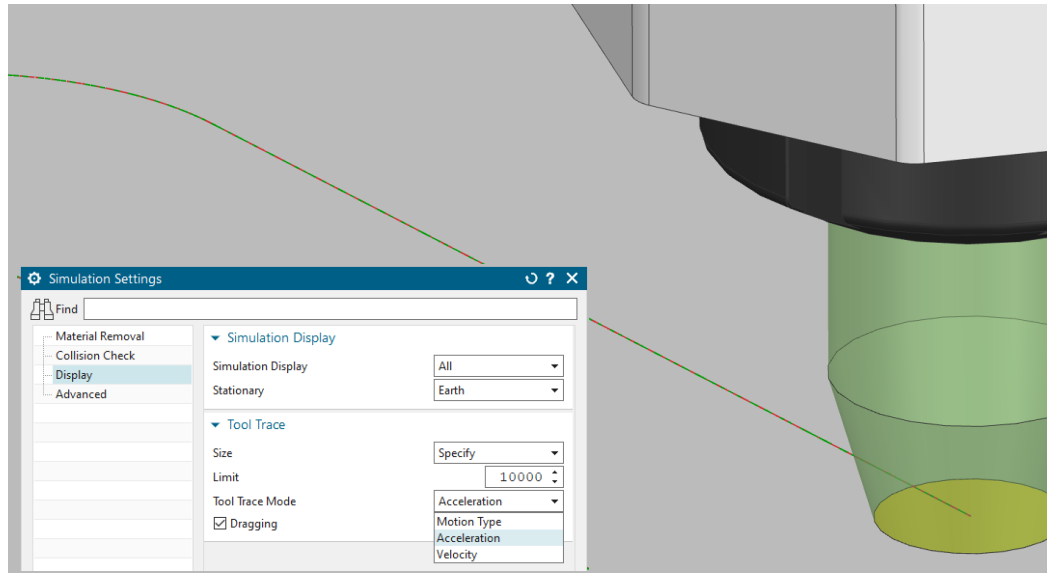 Simulation Settings
Find
Material Removal
Collision Check
Display
Advanced
Simulation Display
Simulation Display All
Stationary Earth
Tool Trace
Size Specify
Limit 10000
Tool Trace Mode Acceleration
Dragging
Motion Type
Acceleration
Velocity